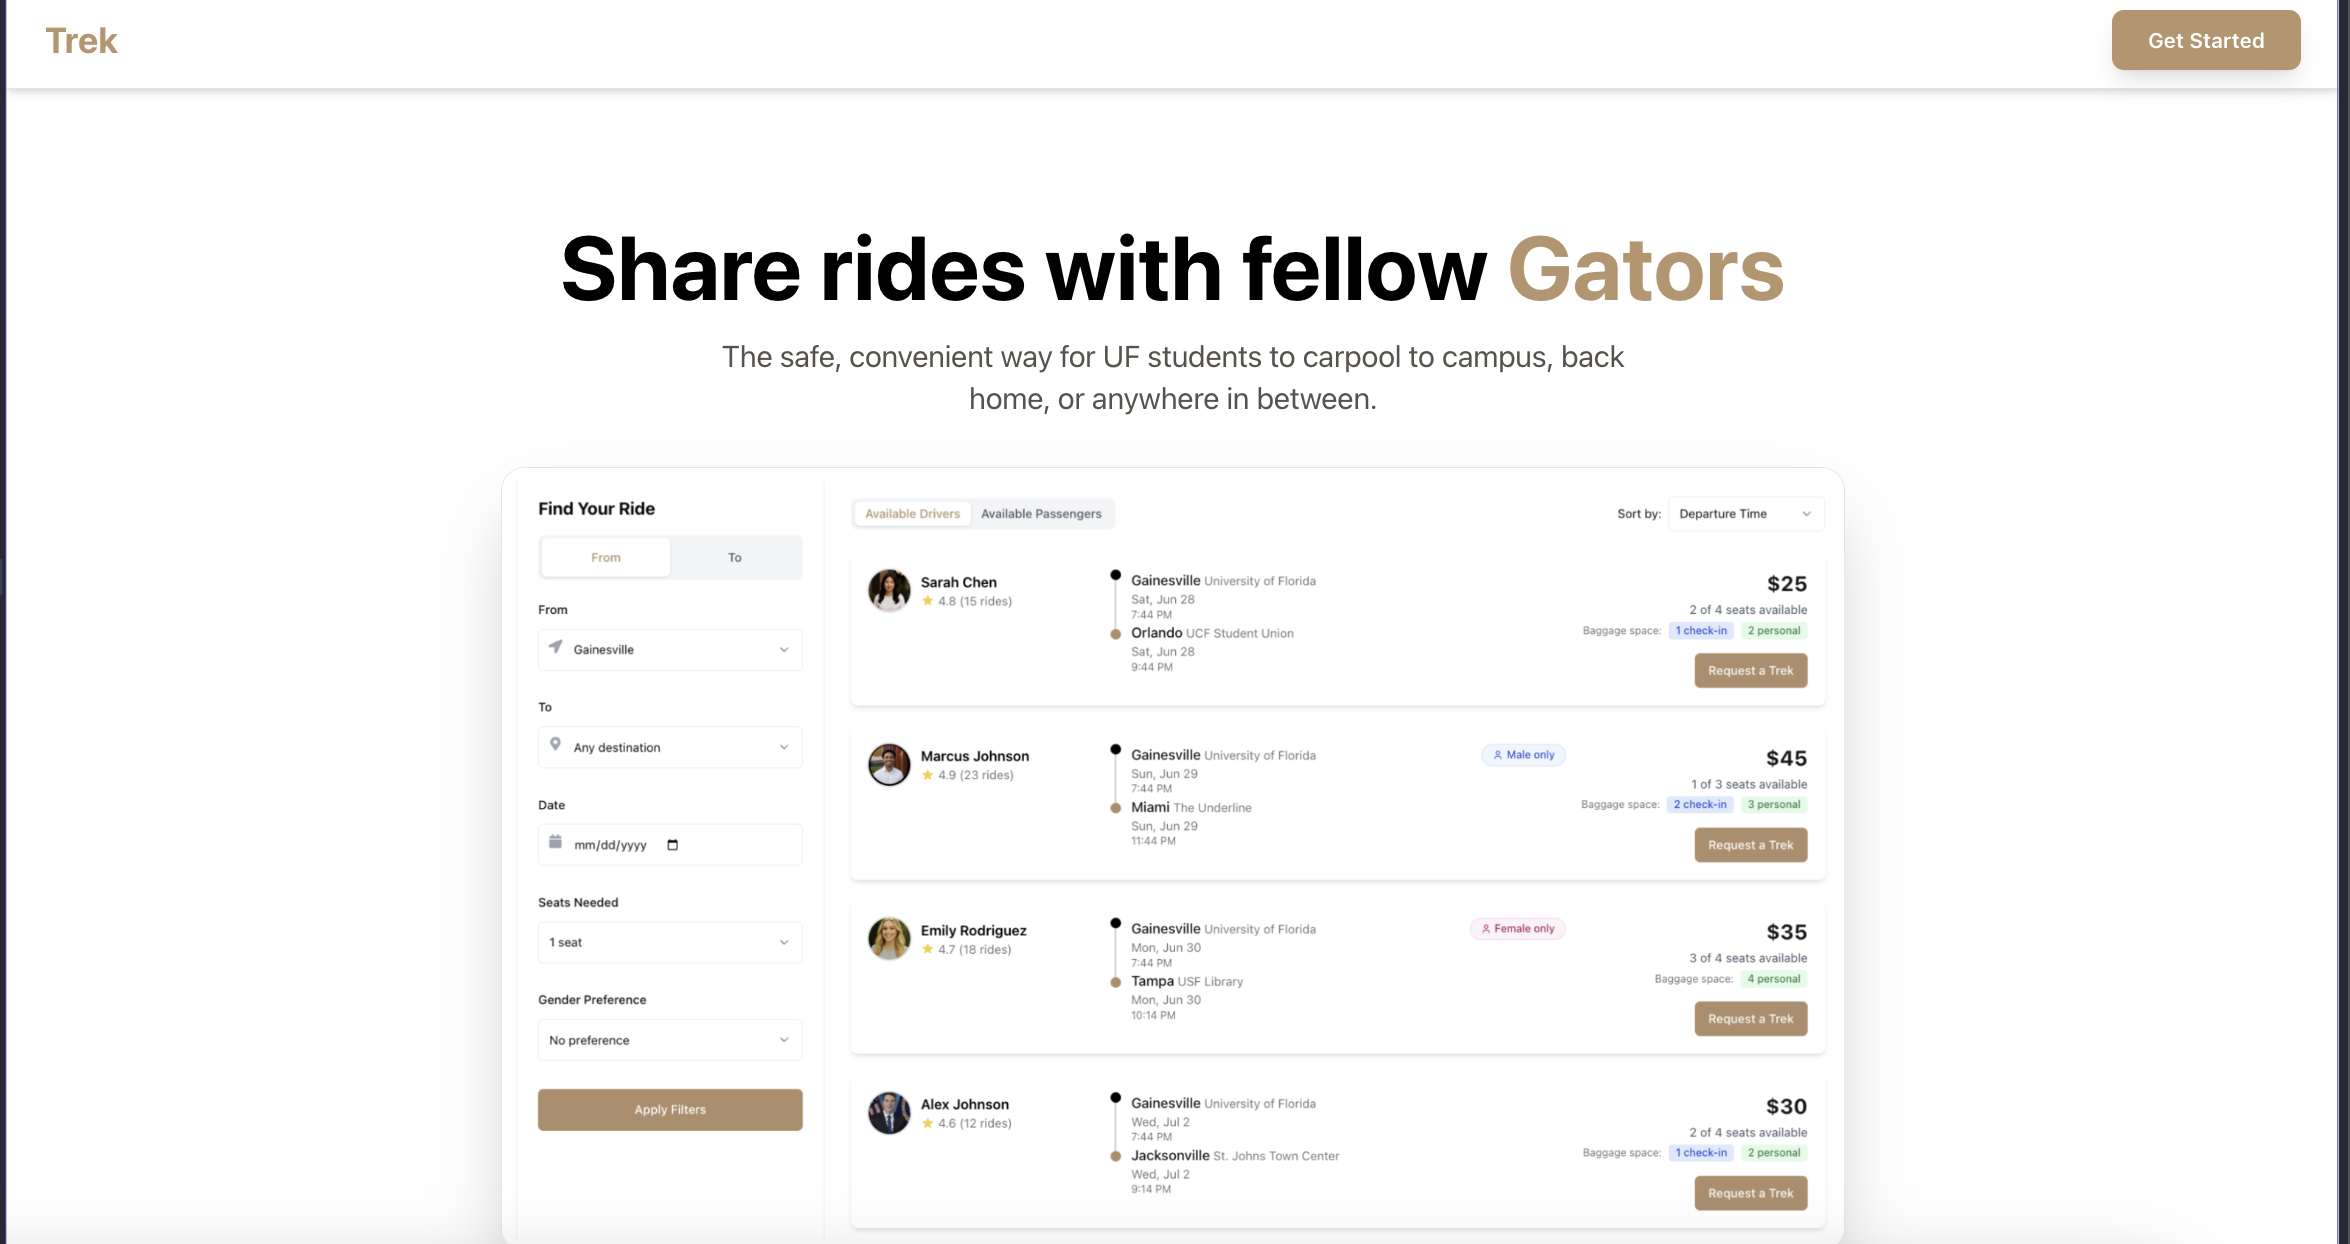 Trek
Get Started
Share rides with fellow Gators
The safe, convenient way for UF students to carpool to campus, back
home, or anywhere in between.
Find Your Ride
From To
From
Gainesville
To
Any destination
Date
mm/dd/yyyy
Seats Needed
1 seat
Gender Preference
No preference
Apply Filters
Available Drivers Available Passengers
Sort by: Departure Time
Sarah Chen
4.8 (15 rides)
Gainesville University of Florida
Sat, Jun 28
7:44 PM
Orlando UCF Student Union
Sat, Jun 28
9:44 PM
$25
2 of 4 seats available
Baggage space: 1 check-in 2 personal
Request a Trek
Marcus Johnson
4.9 (23 rides)
Gainesville University of Florida
Sun, Jun 29
7:44 PM
Miami The Underline
Sun, Jun 29
11:44 PM
Male only
$45
1 of 3 seats available
Baggage space: 2 check-in 3 personal
Request a Trek
Emily Rodriguez
4.7 (18 rides)
Gainesville University of Florida
Mon, Jun 30
7:44 PM
Tampa USF Library
Mon, Jun 30
10:14 PM
Female only
$35
3 of 4 seats available
Baggage space: 4 personal
Request a Trek
Alex Johnson
4.6 (12 rides)
Gainesville University of Florida
Wed, Jul 2
7:44 PM
Jacksonville St. Johns Town Center
Wed, Jul 2
9:14 PM
$30
2 of 4 seats available
Baggage space: 1 check-in 2 personal
Request a Trek